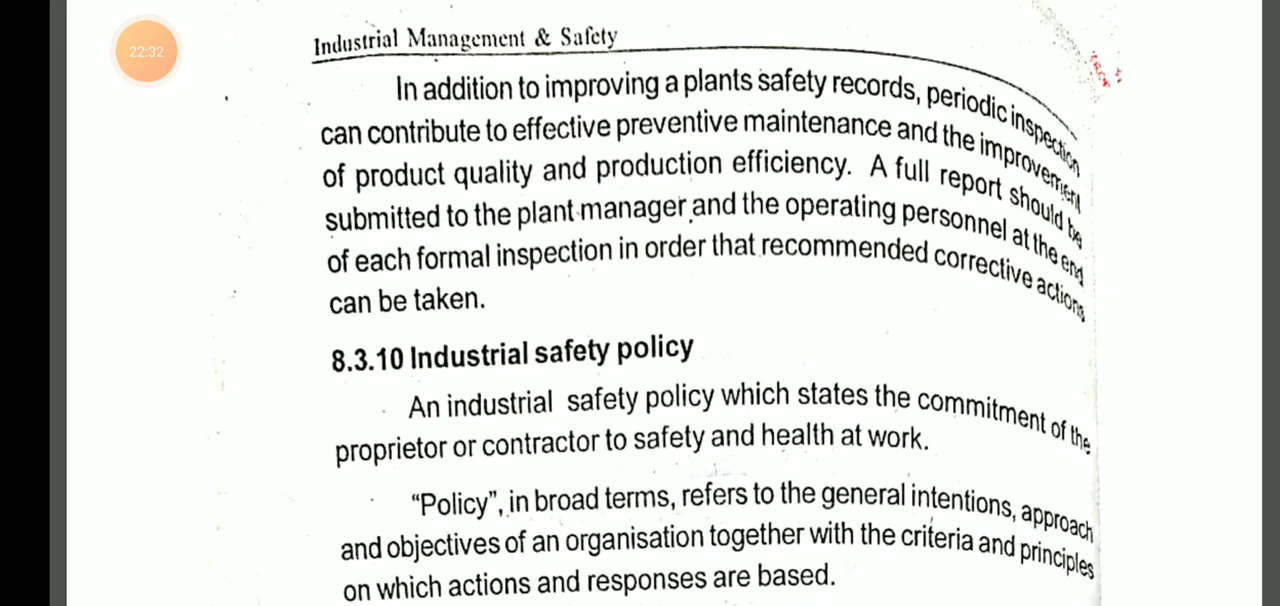 22:32
Industrial Management & Safety
In addition to improving a plants safety records, periodic inspection
can contribute to effective preventive maintenance and the improvement
of product quality and production efficiency. A full report should be
submitted to the plant manager and the operating personnel at the end
of each formal inspection in order that recommended corrective actions
can be taken.
8.3.10 Industrial safety policy
An industrial safety policy which states the commitment of the
proprietor or contractor to safety and health at work.
“Policy”, in broad terms, refers to the general intentions, approach
and objectives of an organisation together with the criteria and principles
on which actions and responses are based.